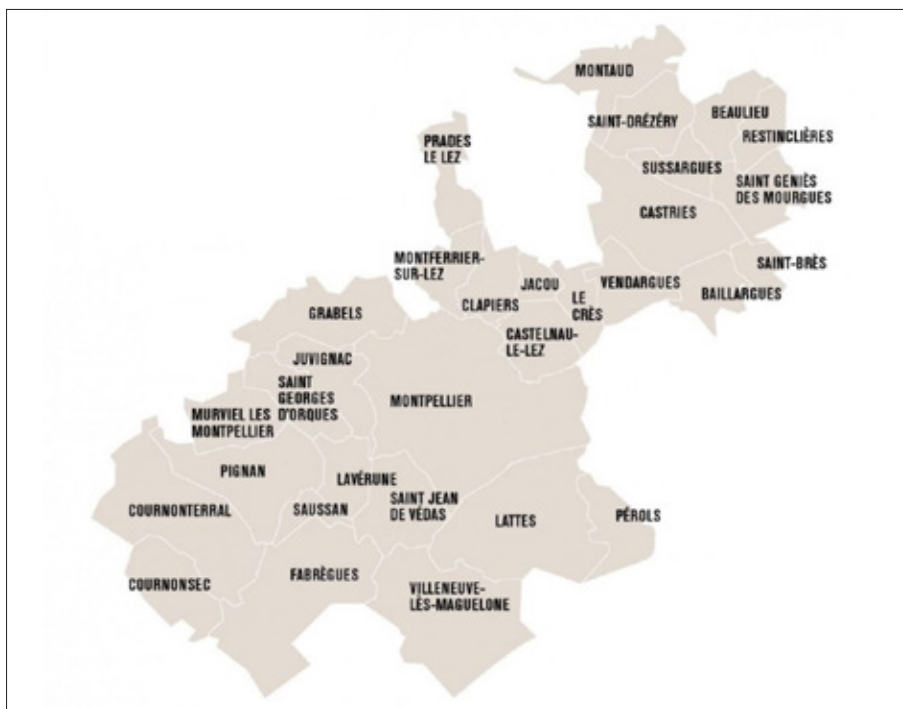 MONTAUD
SAINT-DRÉZÉRY
BEAULIEU
RESTINCLIÈRES
PRADES
LE LEZ
SUSSARGUES
SAINT GENIÈS
DES MOURGUES
CASTRIES
MONTFERRIER-
SUR-LEZ
SAINT-BRÈS
VENDARGUES
BAILLARGUES
JACOU
CLAPIERS
LE
CRÈS
GRABELS
CASTELNAU-
LE-LEZ
JUVIGNAC
SAINT
GEORGES
D'ORQUES
MONTPELLIER
MURVIEL LES
MONTPELLIER
PIGNAN
LAVÉRUNE
SAINT JEAN
DE VÉDAS
COURNONTERRAL
SAUSSAN
LATTES
PÉROLS
COURNONSEC
FABRÈGUES
VILLENEUVE-
LÈS-MAGUELONE